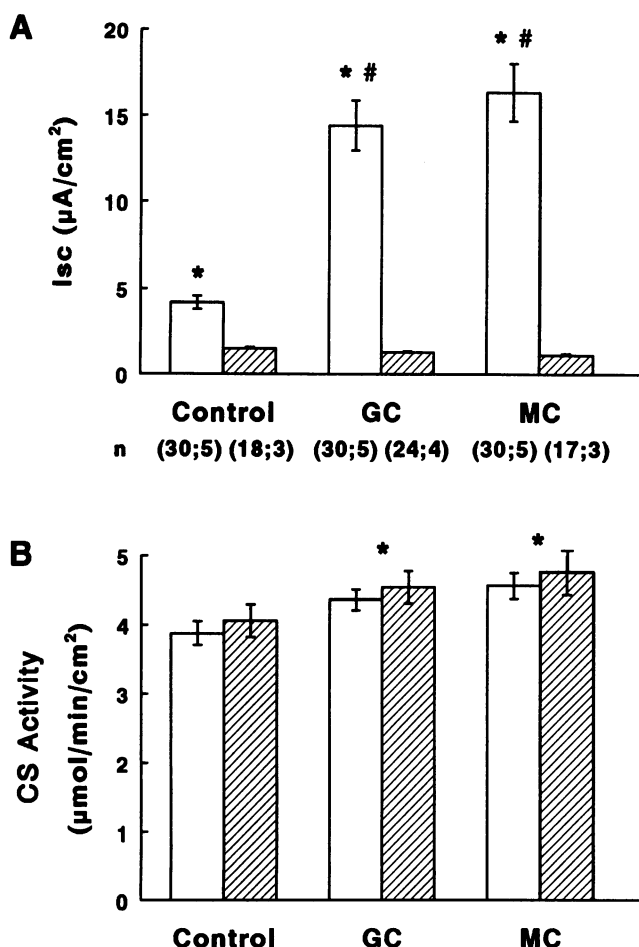 A
20
15
10
5
0
Isc (µA/cm²)
*
* #
* #
Control GC MC
n (30;5) (18;3) (30;5) (24;4) (30;5) (17;3)
B
5
4
3
2
1
0
CS Activity
(µmol/min/cm²)
*
*
Control GC MC